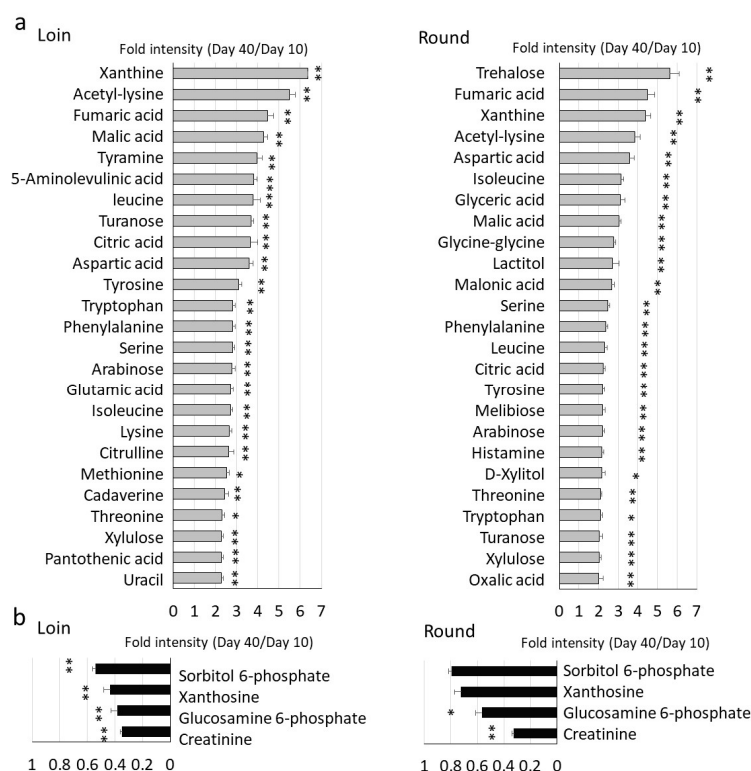 a
Loin
Fold intensity (Day 40/Day 10)
Xanthine **
Acetyl-lysine **
Fumaric acid **
Malic acid **
Tyramine **
5-Aminolevulinic acid **
leucine **
Turanose **
Citric acid **
Aspartic acid **
Tyrosine **
Tryptophan **
Phenylalanine **
Serine **
Arabinose **
Glutamic acid **
Isoleucine **
Lysine **
Citrulline **
Methionine *
Cadaverine **
Threonine *
Xylulose **
Pantothenic acid **
Uracil **
0 1 2 3 4 5 6 7
Round
Fold intensity (Day 40/Day 10)
Trehalose **
Fumaric acid **
Xanthine **
Acetyl-lysine **
Aspartic acid **
Isoleucine **
Glyceric acid **
Malic acid **
Glycine-glycine **
Lactitol **
Malonic acid **
Serine **
Phenylalanine **
Leucine **
Citric acid **
Tyrosine **
Melibiose **
Arabinose **
Histamine **
D-Xylitol *
Threonine **
Tryptophan *
Turanose **
Xylulose **
Oxalic acid **
0 1 2 3 4 5 6 7
b
Loin
Fold intensity (Day 40/Day 10)
** Sorbitol 6-phosphate
** Xanthosine
** Glucosamine 6-phosphate
** Creatinine
1 0.8 0.6 0.4 0.2 0
Round
Fold intensity (Day 40/Day 10)
Sorbitol 6-phosphate
Xanthosine
* Glucosamine 6-phosphate
** Creatinine
1 0.8 0.6 0.4 0.2 0